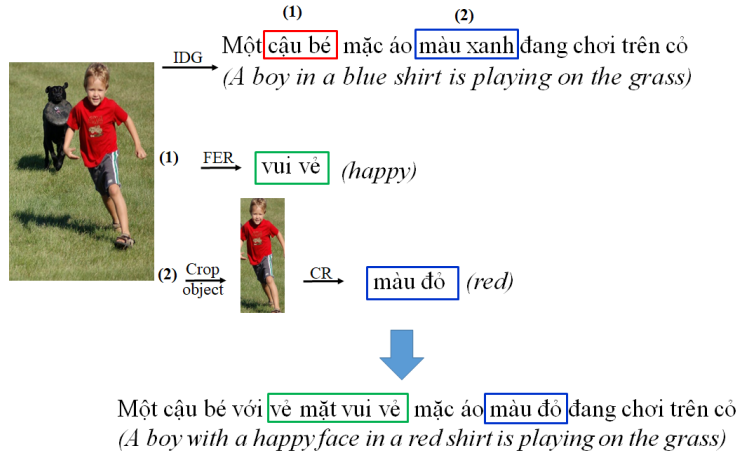 (1) (2)
IDG Một cậu bé mặc áo màu xanh đang chơi trên cỏ
(A boy in a blue shirt is playing on the grass)
(1) FER vui vẻ (happy)
(2) Crop object CR màu đỏ (red)
Một cậu bé với vẻ mặt vui vẻ mặc áo màu đỏ đang chơi trên cỏ
(A boy with a happy face in a red shirt is playing on the grass)